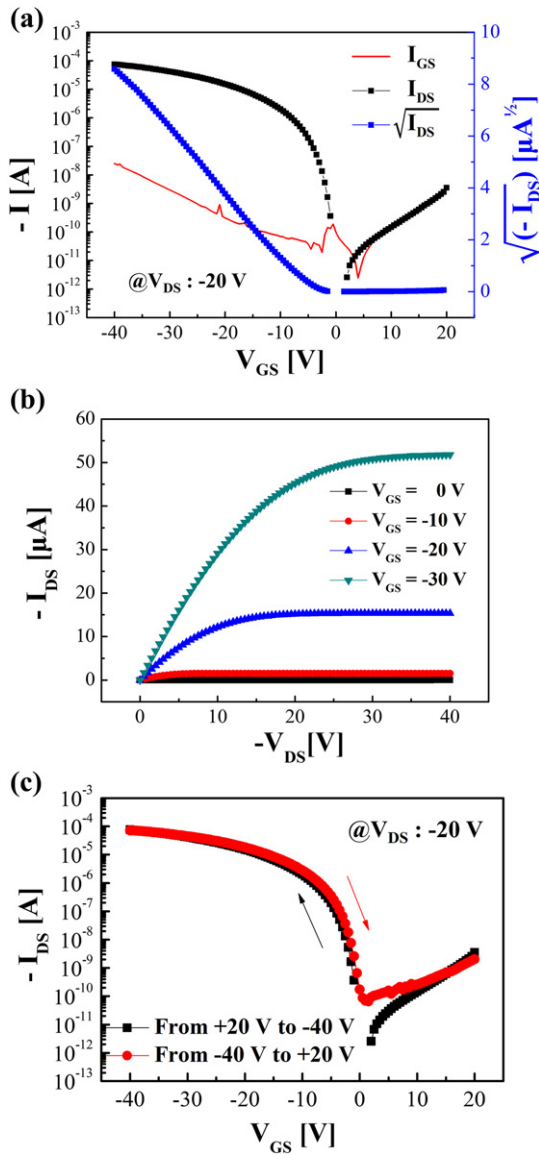 (a)
10⁻³
10⁻⁴
10⁻⁵
10⁻⁶
10⁻⁷
10⁻⁸
10⁻⁹
10⁻¹⁰
10⁻¹¹
10⁻¹²
10⁻¹³
- I [A]
I_GS
I_DS
√I_DS
@V_DS : -20 V
10
8
6
4
2
0
√(- I_DS) [μA^½]
-40 -30 -20 -10 0 10 20
V_GS [V]
(b)
60
50
40
30
20
10
0
- I_DS [μA]
V_GS = 0 V
V_GS = -10 V
V_GS = -20 V
V_GS = -30 V
0 10 20 30 40
-V_DS[V]
(c)
10⁻³
10⁻⁴
10⁻⁵
10⁻⁶
10⁻⁷
10⁻⁸
10⁻⁹
10⁻¹⁰
10⁻¹¹
10⁻¹²
10⁻¹³
- I_DS [A]
@V_DS : -20 V
From +20 V to -40 V
From -40 V to +20 V
-40 -30 -20 -10 0 10 20
V_GS [V]